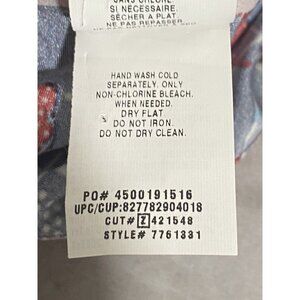 SANS CHLORE.
SI NÉCESSAIRE.
SÉCHER A PLAT.
NE PAS REPASSER.
HAND WASH COLD
SEPARATELY. ONLY
NON-CHLORINE BLEACH.
WHEN NEEDED.
DRY FLAT.
DO NOT IRON.
DO NOT DRY CLEAN.
PO# 4500191516
UPC/CUP:827782904018
CUT# Z 421548
STYLE# 7761331